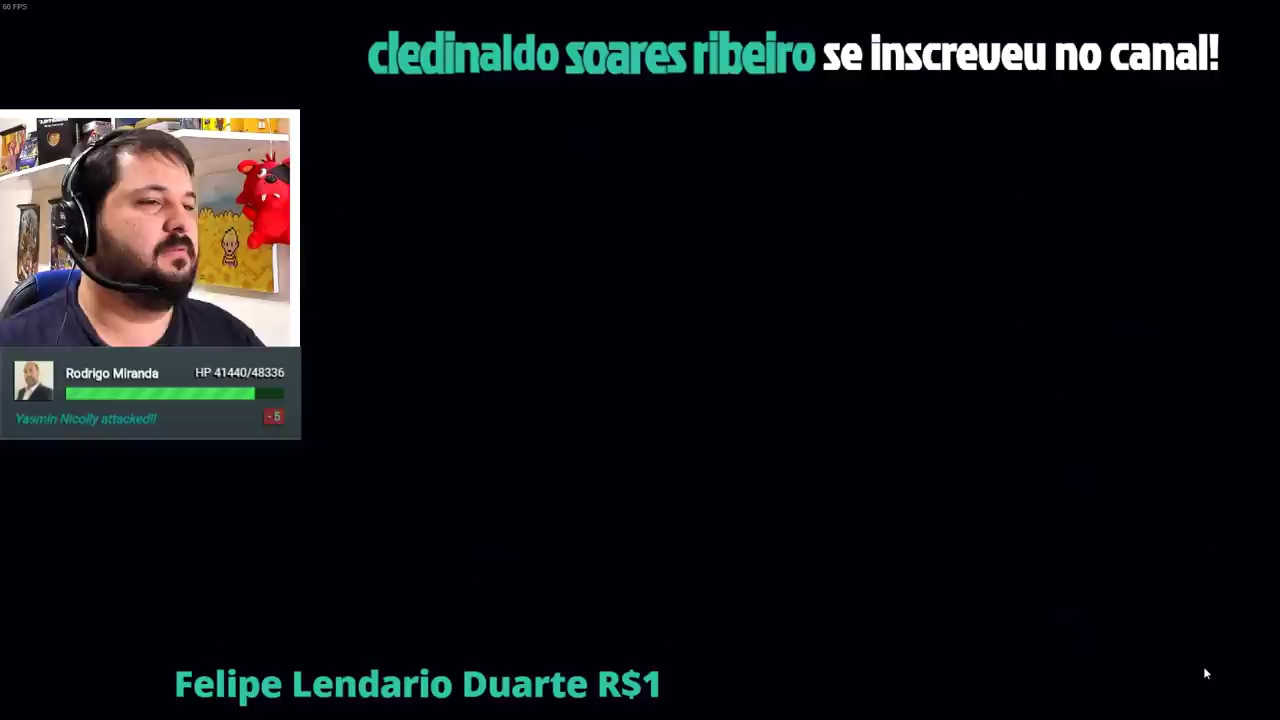 60 FPS
cledinaldo soares ribeiro se inscreveu no canal!
Rodrigo Miranda HP 41440/48336
Yasmin Nicolly attacked!! -5
Felipe Lendario Duarte R$1